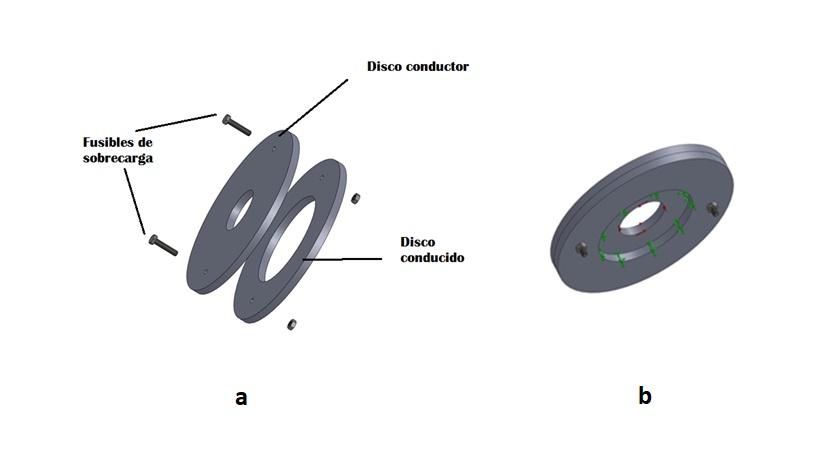 Disco conductor
Fusibles de
sobrecarga
Disco
conducido
a
b